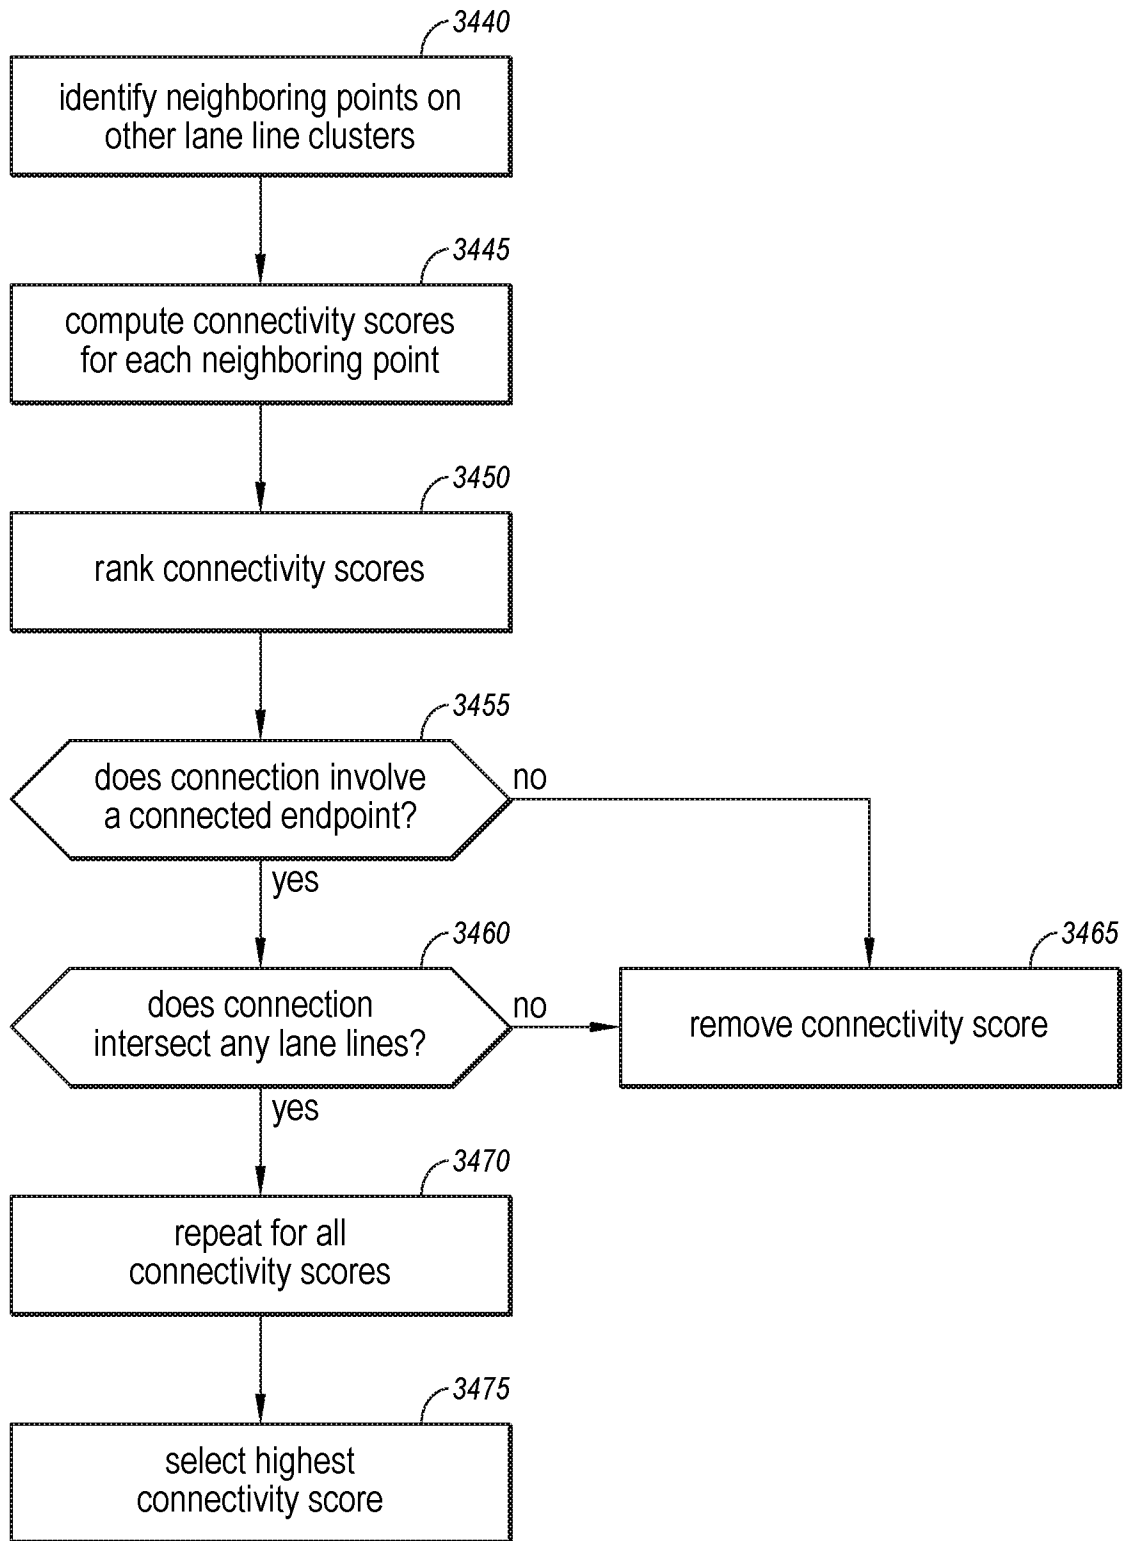 3440
identify neighboring points on
other lane line clusters
3445
compute connectivity scores
for each neighboring point
3450
rank connectivity scores
3455
does connection involve
a connected endpoint?
no
yes
3460
does connection
intersect any lane lines?
no
yes
3465
remove connectivity score
3470
repeat for all
connectivity scores
3475
select highest
connectivity score